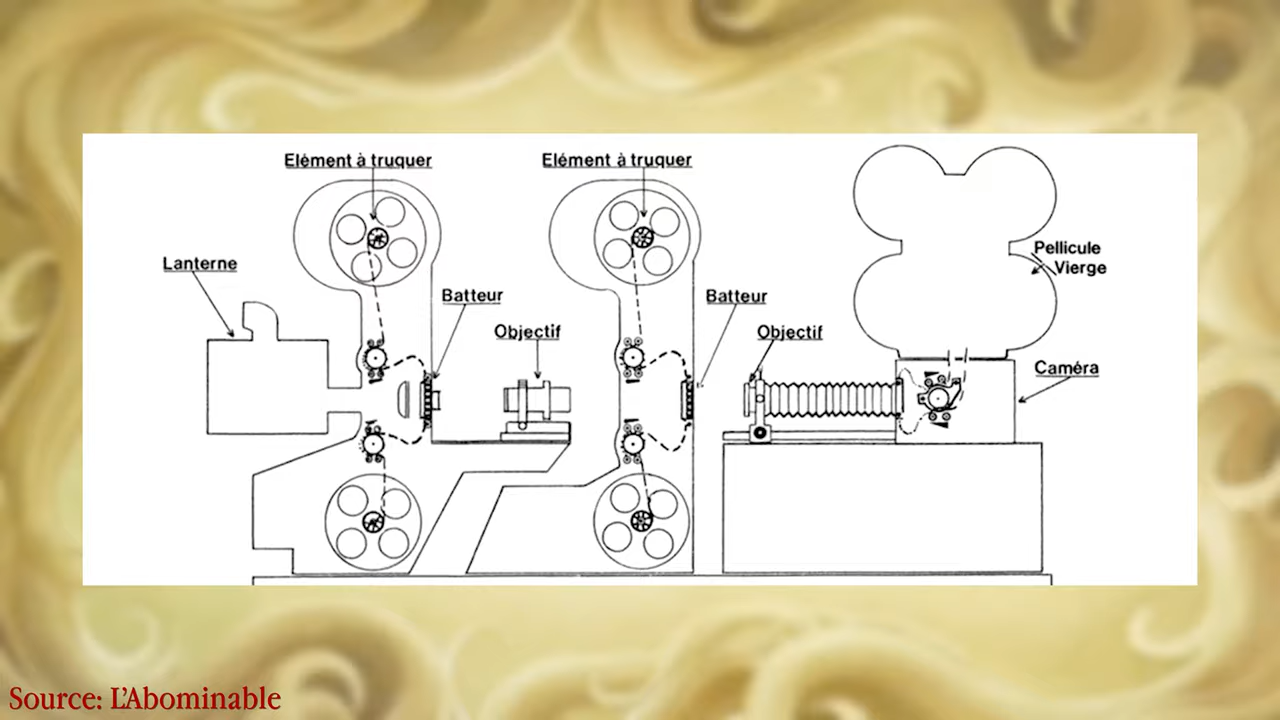 Elément à truquer
Elément à truquer
Lanterne
Batteur
Objectif
Batteur
Objectif
Pellicule
Vierge
Caméra
Source: L'Abominable